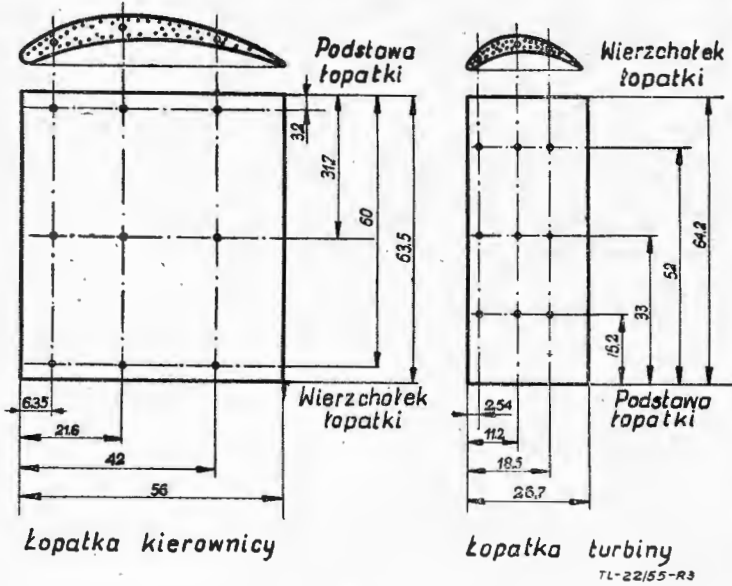 Podstawa
łopatki
3,2
31,2
60
63,5
Wierzchołek
łopatki
6,35
21,6
42
56
Łopatka kierownicy
Wierzchołek
łopatki
64,2
52
33
15,2
Podstawa
łopatki
2,54
11,2
18,5
26,7
Łopatka turbiny
TL-22/55-R3